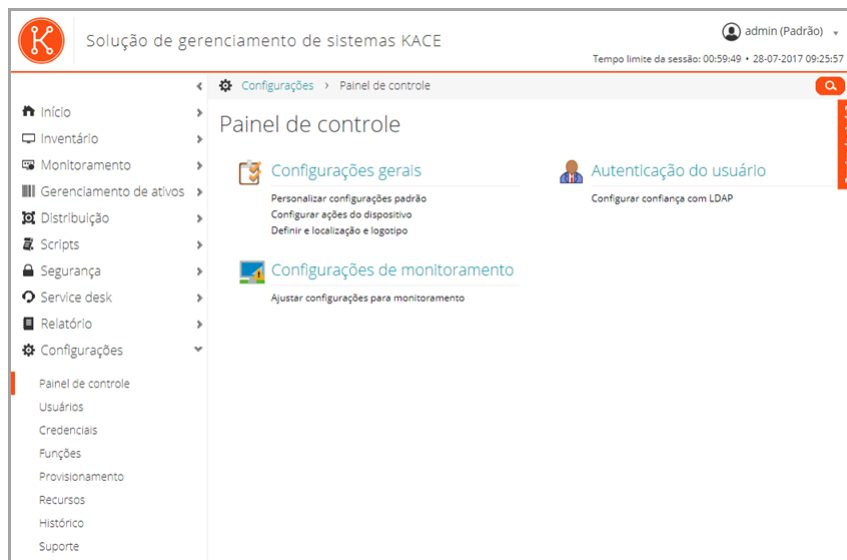 Solução de gerenciamento de sistemas KACE
admin (Padrão)
Tempo limite da sessão: 00:59:49 • 28-07-2017 09:25:57
Configurações › Painel de controle
Início
Inventário
Monitoramento
Gerenciamento de ativos
Distribuição
Scripts
Segurança
Service desk
Relatório
Configurações
Painel de controle
Usuários
Credenciais
Funções
Provisionamento
Recursos
Histórico
Suporte
Painel de controle
Configurações gerais
Personalizar configurações padrão
Configurar ações do dispositivo
Definir e localização e logotipo
Autenticação do usuário
Configurar confiança com LDAP
Configurações de monitoramento
Ajustar configurações para monitoramento